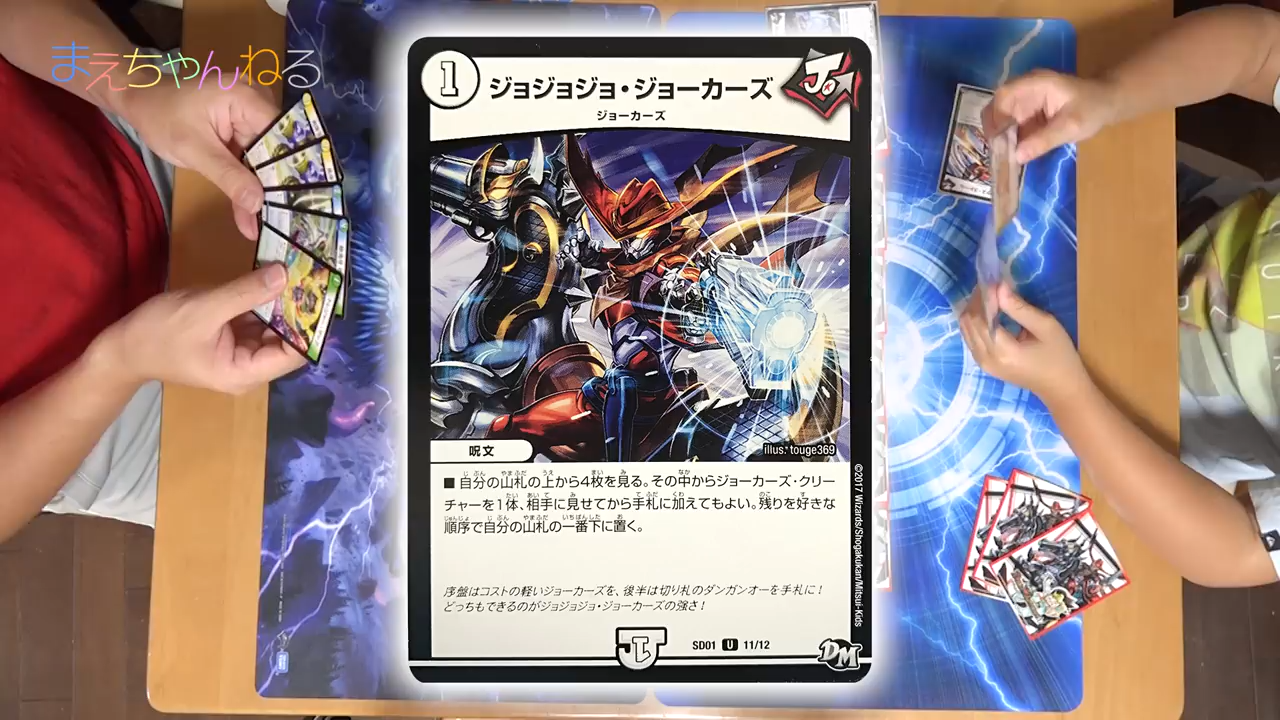 まえちゃんねる
1
ジョジョジョ・ジョーカーズ
ジョーカーズ
illus. touge369
呪文
■ 自分の山札の上から4枚を見る。その中からジョーカーズ・クリー
チャーを1体、相手に見せてから手札に加えてもよい。残りを好きな
順序で自分の山札の一番下に置く。
序盤はコストの軽いジョーカーズを、後半は切り札のダンガンオーを手札に!
どっちもできるのがジョジョジョ・ジョーカーズの強さ!
©2017 Wizards/Shogakukan/Mitsui-Kids
SD01 U 11/12
DM